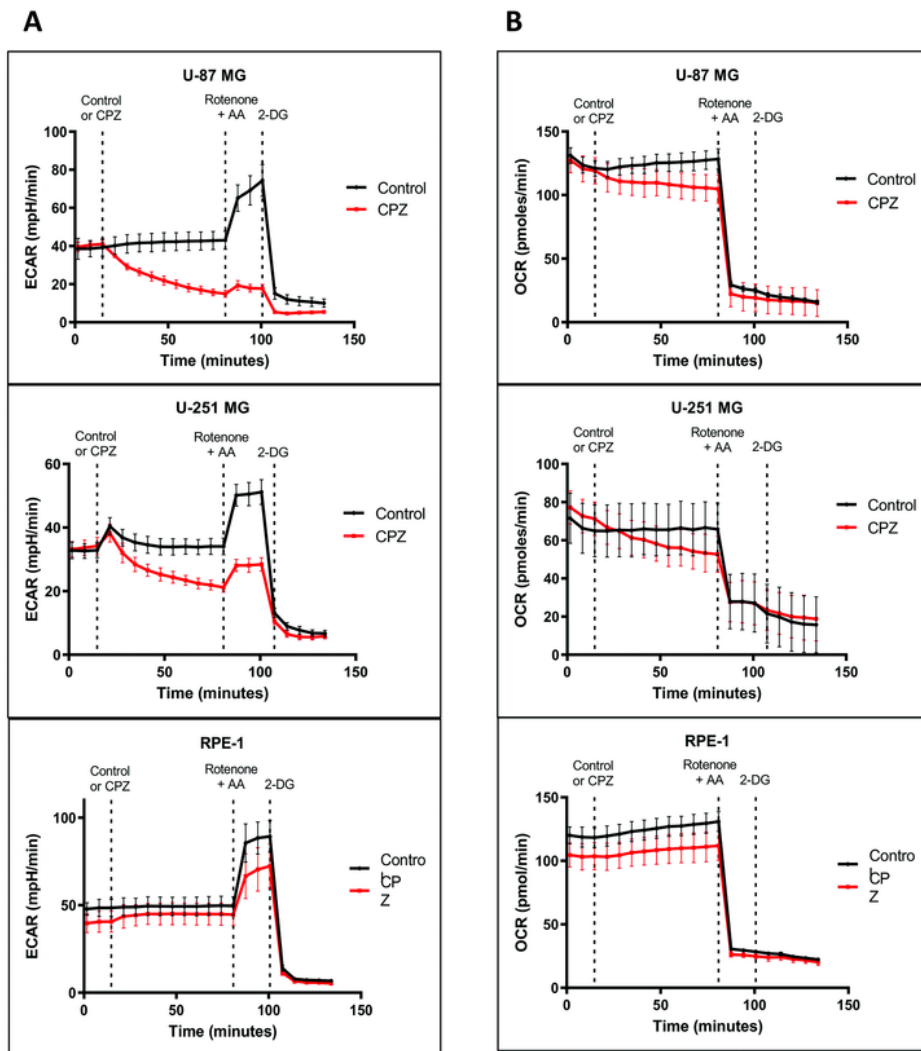 A
U-87 MG
Control
or CPZ
Rotenone
+ AA
2-DG
100
80
60
40
20
0
ECAR (mpH/min)
0
50
100
150
Time (minutes)
Control
CPZ
U-251 MG
Control
or CPZ
Rotenone
+ AA
2-DG
60
40
20
0
ECAR (mpH/min)
0
50
100
150
Time (minutes)
Control
CPZ
RPE-1
Control
or CPZ
Rotenone
+ AA
2-DG
100
50
0
ECAR (mpH/min)
0
50
100
150
Time (minutes)
Contro
l
CP
Z
B
U-87 MG
Control
or CPZ
Rotenone
+ AA
2-DG
150
100
50
0
OCR (pmoles/min)
0
50
100
150
Time (minutes)
Control
CPZ
U-251 MG
Control
or CPZ
Rotenone
+ AA
2-DG
100
80
60
40
20
0
OCR (pmoles/min)
0
50
100
150
Time (minutes)
Control
CPZ
RPE-1
Control
or CPZ
Rotenone
+ AA
2-DG
150
100
50
0
OCR (pmol/min)
0
50
100
150
Time (minutes)
Contro
l
CP
Z